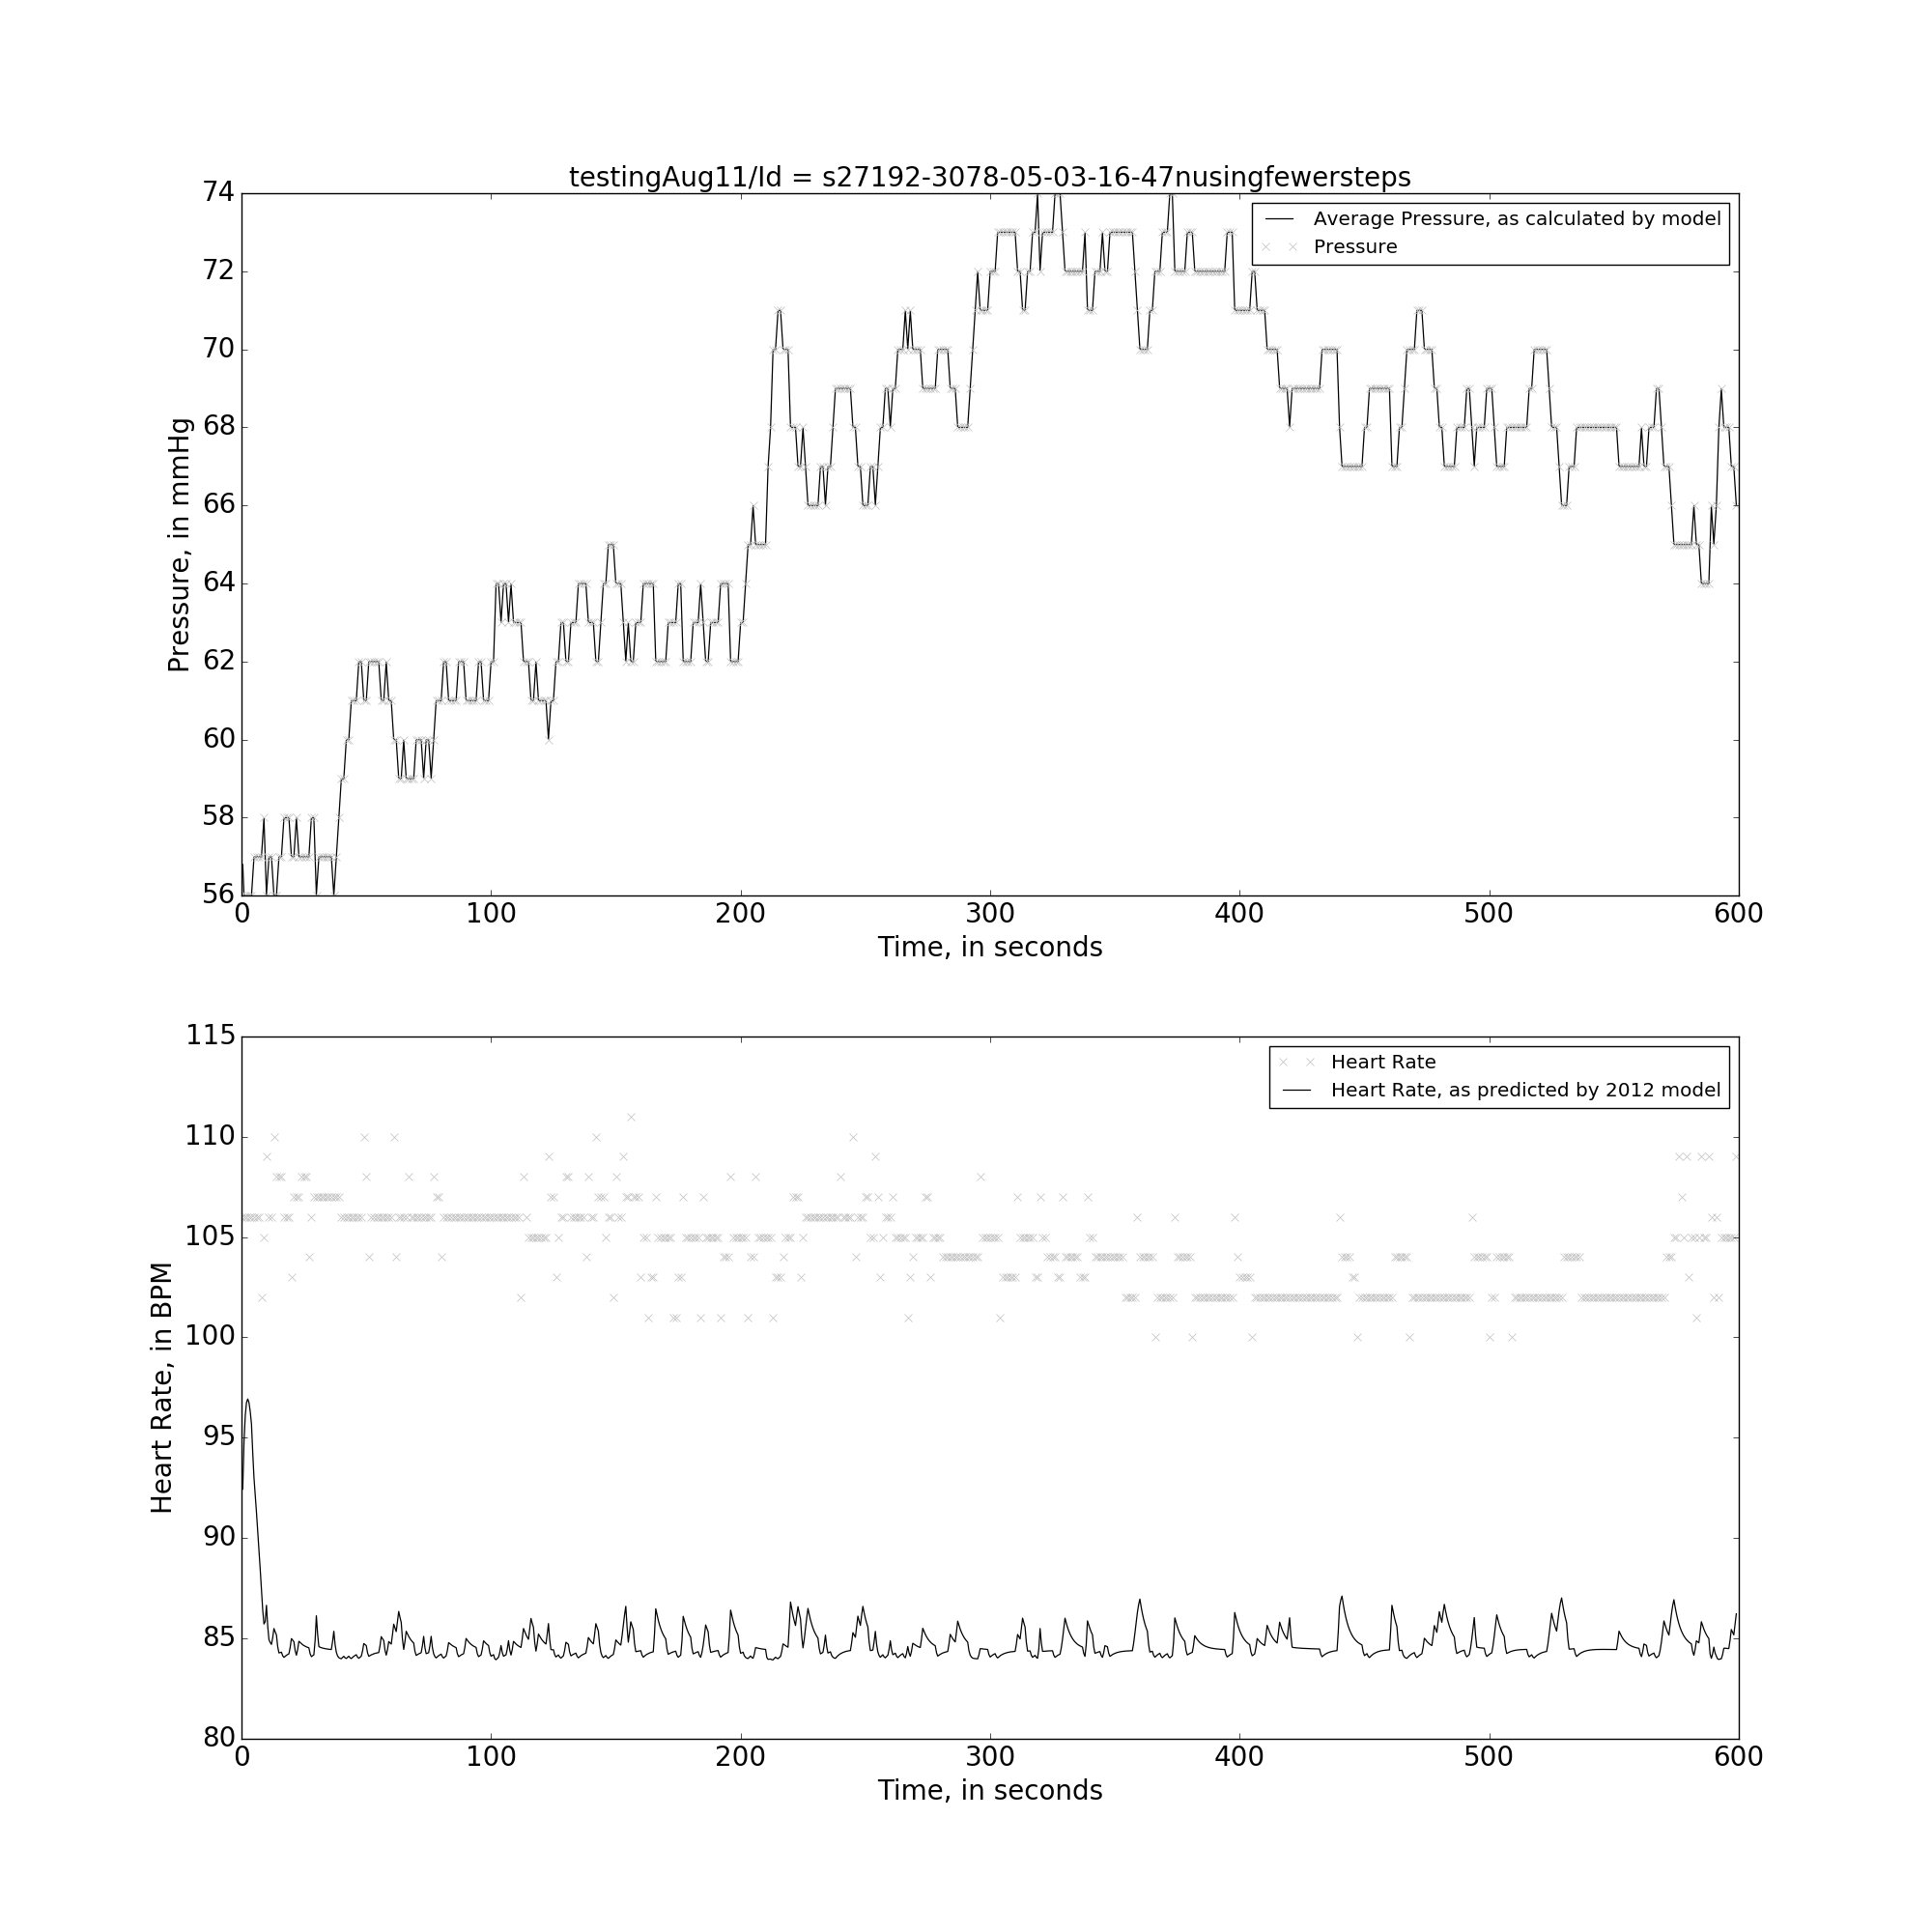 testingAug11/Id = s27192-3078-05-03-16-47nusingfewersteps
Average Pressure, as calculated by model
Pressure
Pressure, in mmHg
74
72
70
68
66
64
62
60
58
56
0 100 200 300 400 500 600
Time, in seconds
Heart Rate
Heart Rate, as predicted by 2012 model
Heart Rate, in BPM
115
110
105
100
95
90
85
80
0 100 200 300 400 500 600
Time, in seconds